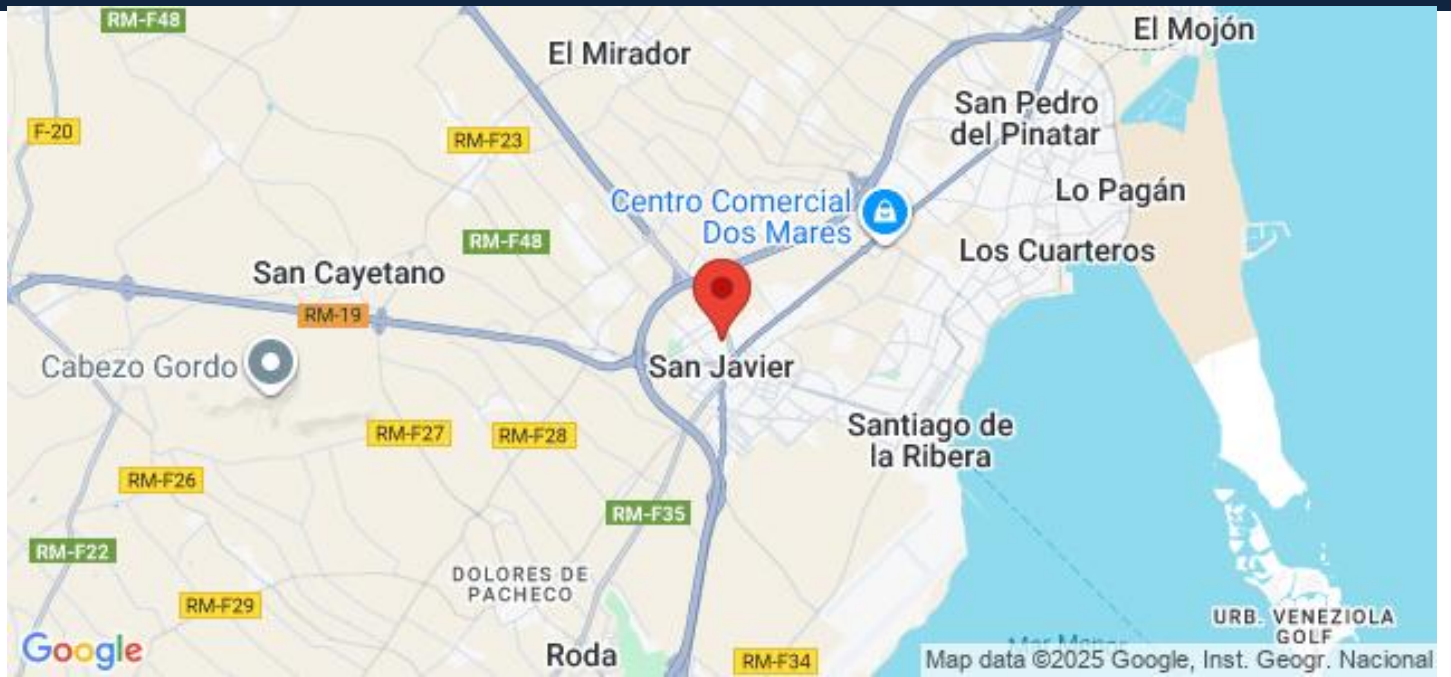 RM-F48
El Mojón
El Mirador
San Pedro
del Pinatar
F-20
RM-F23
Lo Pagán
Centro Comercial
Dos Mares
RM-F48
Los Cuarteros
San Cayetano
RM-19
Cabezo Gordo
San Javier
Santiago de
la Ribera
RM-F27
RM-F28
RM-F26
RM-F35
RM-F22
DOLORES DE
PACHECO
RM-F29
URB. VENEZIOLA
GOLF
Mar Menor
Google
Roda
RM-F34
Map data ©2025 Google, Inst. Geogr. Nacional